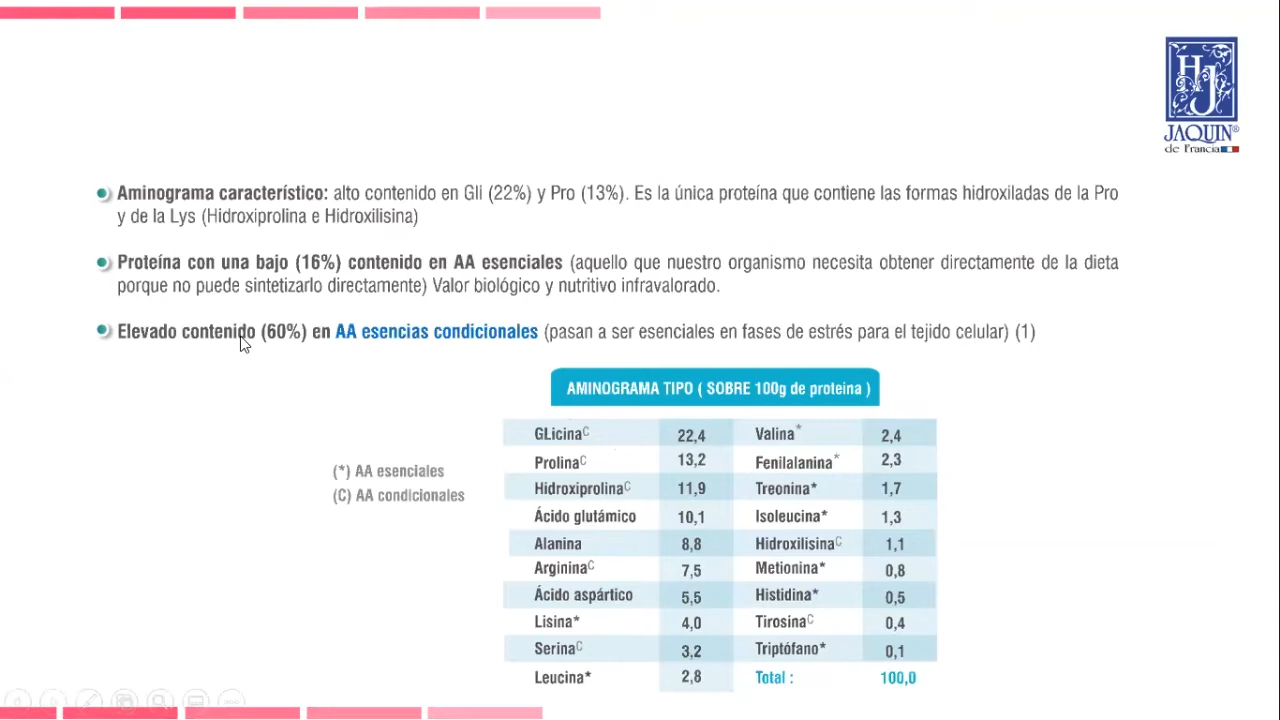 HJ
JAQUIN®
de Francia
Aminograma característico: alto contenido en Gli (22%) y Pro (13%). Es la única proteína que contiene las formas hidroxiladas de la Pro
y de la Lys (Hidroxiprolina e Hidroxilisina)
Proteína con una bajo (16%) contenido en AA esenciales (aquello que nuestro organismo necesita obtener directamente de la dieta
porque no puede sintetizarlo directamente) Valor biológico y nutritivo infravalorado.
Elevado contenido (60%) en AA esencias condicionales (pasan a ser esenciales en fases de estrés para el tejido celular) (1)
AMINOGRAMA TIPO ( SOBRE 100g de proteina )
(*) AA esenciales
(C) AA condicionales
GLicinaC 22,4 Valina* 2,4
ProlinaC 13,2 Fenilalanina* 2,3
HidroxiprolinaC 11,9 Treonina* 1,7
Ácido glutámico 10,1 Isoleucina* 1,3
Alanina 8,8 HidroxilisinaC 1,1
ArgininaC 7,5 Metionina* 0,8
Ácido aspártico 5,5 Histidina* 0,5
Lisina* 4,0 TirosinaC 0,4
SerinaC 3,2 Triptófano* 0,1
Leucina* 2,8 Total : 100,0